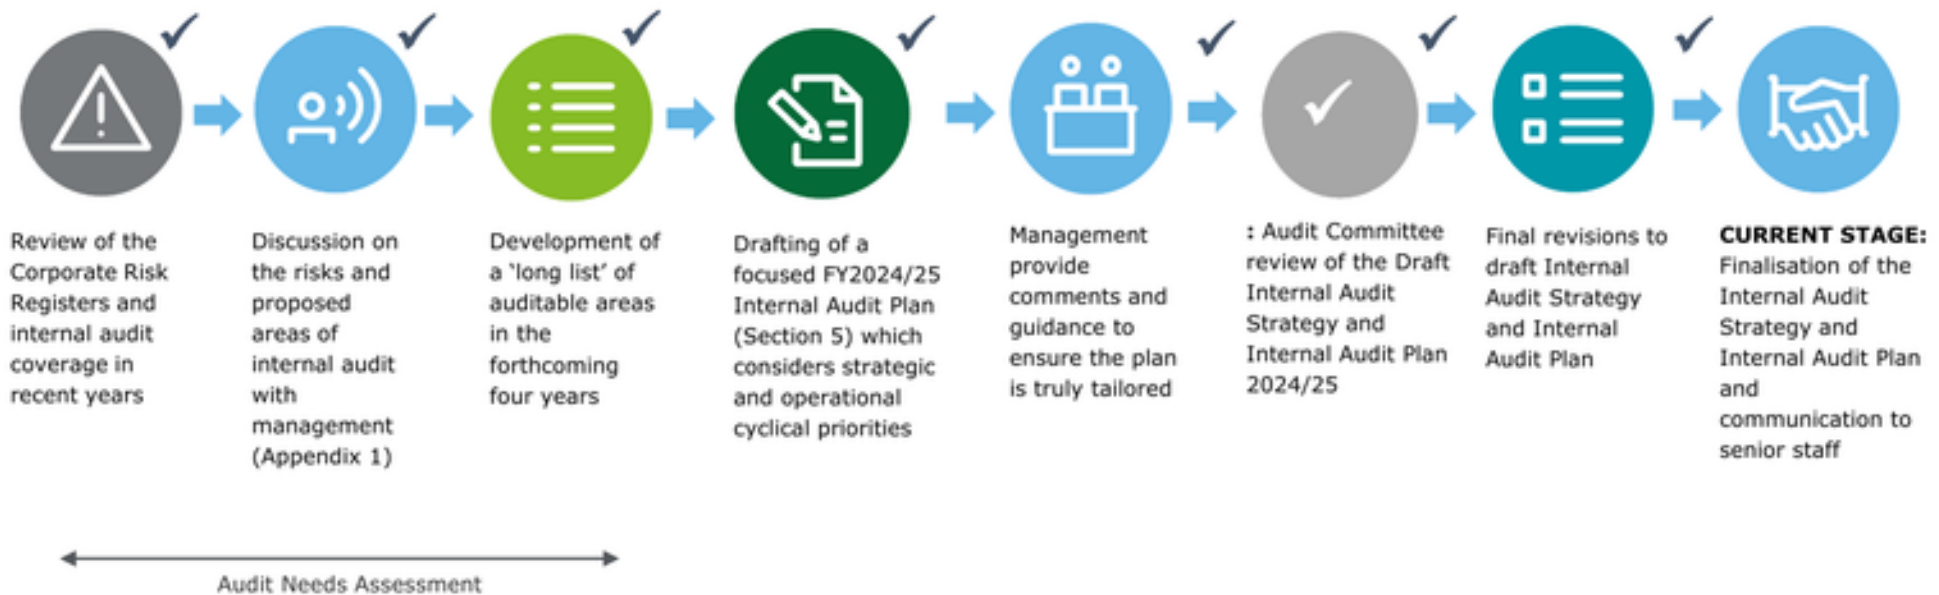 Review of the
Corporate Risk
Registers and
internal audit
coverage in
recent years
Discussion on
the risks and
proposed
areas of
internal audit
with
management
(Appendix 1)
Development of
a ‘long list’ of
auditable areas
in the
forthcoming
four years
Drafting of a
focused FY2024/25
Internal Audit Plan
(Section 5) which
considers strategic
and operational
cyclical priorities
Management
provide
comments and
guidance to
ensure the plan
is truly tailored
: Audit Committee
review of the Draft
Internal Audit
Strategy and
Internal Audit Plan
2024/25
Final revisions to
draft Internal
Audit Strategy
and Internal
Audit Plan
CURRENT STAGE:
Finalisation of the
Internal Audit
Strategy and
Internal Audit Plan
and
communication to
senior staff
Audit Needs Assessment